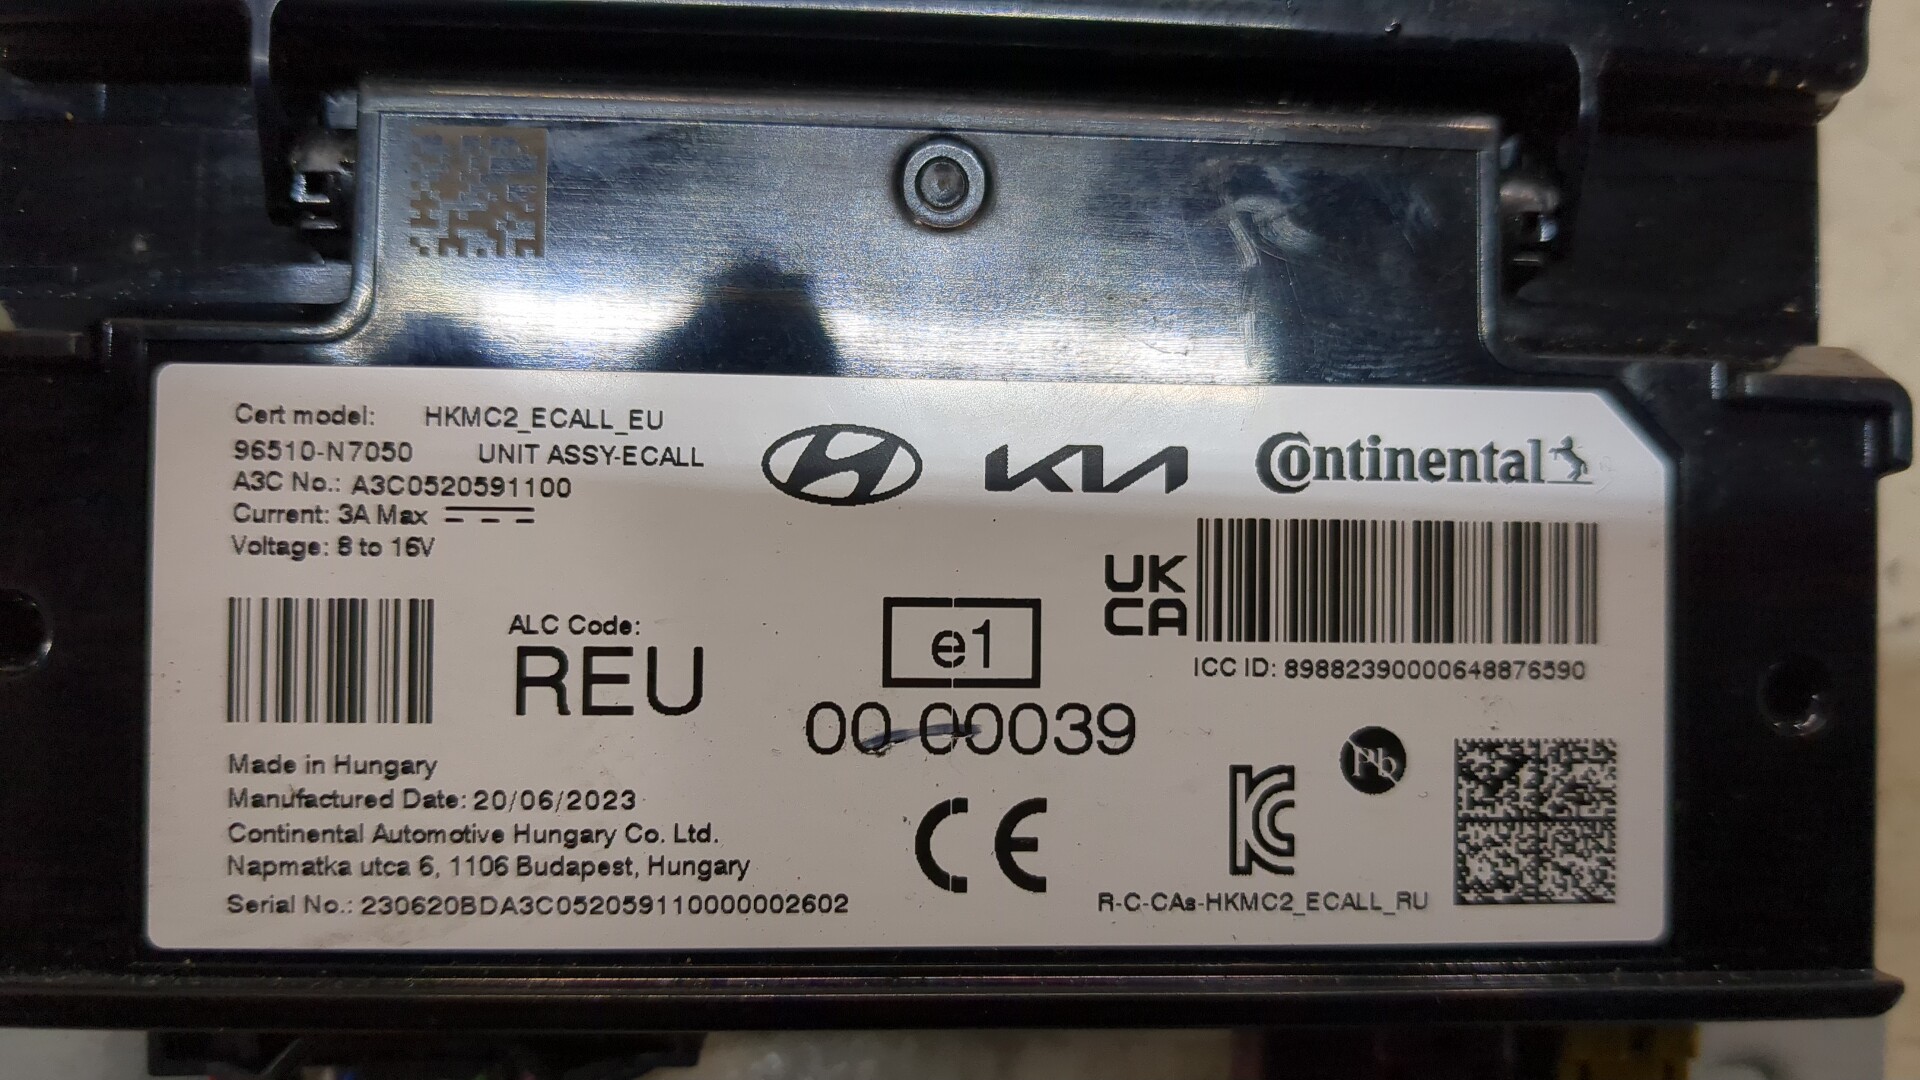 Cert model: HKMC2_ECALL_EU
96510-N7050 UNIT ASSY-ECALL
A3C No.: A3C0520591100
Current: 3A Max
Voltage: 8 to 16V
KIA
Continental
UK
CA
ICC ID: 89882390000648876590
ALC Code:
REU
e1
00 00039
Made in Hungary
Manufactured Date: 20/06/2023
Continental Automotive Hungary Co. Ltd.
Napmatka utca 6, 1106 Budapest, Hungary
Serial No.: 230620BDA3C052059110000002602
CE
KC
Pb
R-C-CAs-HKMC2_ECALL_RU